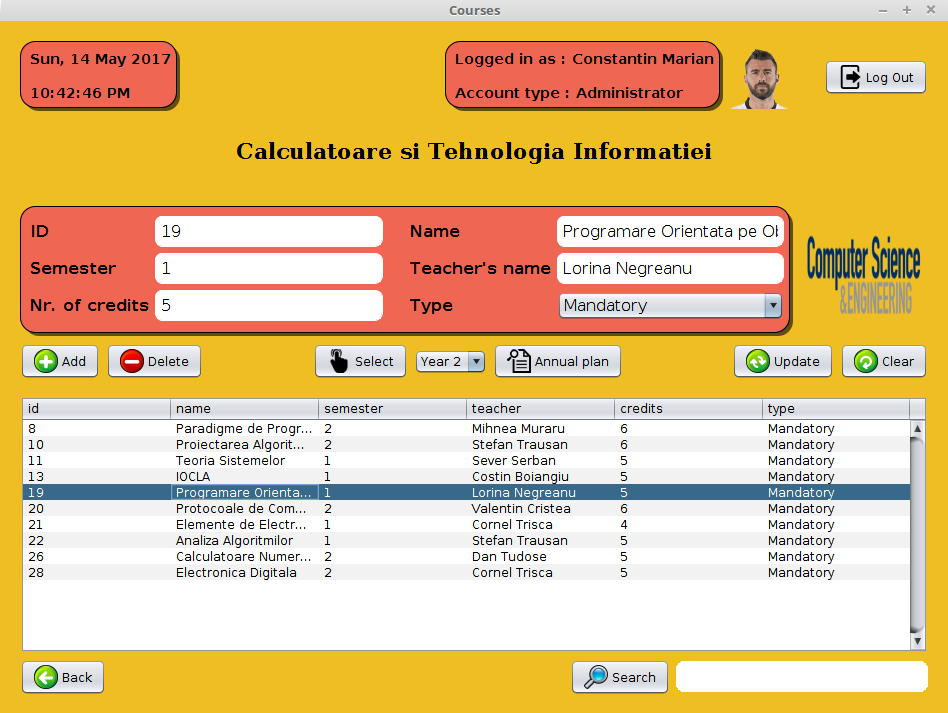 Courses
Sun, 14 May 2017
10:42:46 PM
Logged in as : Constantin Marian
Account type : Administrator
Log Out
Calculatoare si Tehnologia Informatiei
ID 19 Name Programare Orientata pe Ob
Semester 1 Teacher's name Lorina Negreanu
Nr. of credits 5 Type Mandatory
Computer Science
&ENGINEERING
Add Delete Select Year 2 Annual plan Update Clear
id name semester teacher credits type
8 Paradigme de Progr... 2 Mihnea Muraru 6 Mandatory
10 Proiectarea Algorit... 2 Stefan Trausan 6 Mandatory
11 Teoria Sistemelor 1 Sever Serban 5 Mandatory
13 IOCLA 1 Costin Boiangiu 5 Mandatory
19 Programare Orienta... 1 Lorina Negreanu 5 Mandatory
20 Protocoale de Com... 2 Valentin Cristea 6 Mandatory
21 Elemente de Electr... 1 Cornel Trisca 4 Mandatory
22 Analiza Algoritmilor 1 Stefan Trausan 5 Mandatory
26 Calculatoare Numer... 2 Dan Tudose 5 Mandatory
28 Electronica Digitala 2 Cornel Trisca 5 Mandatory
Back Search